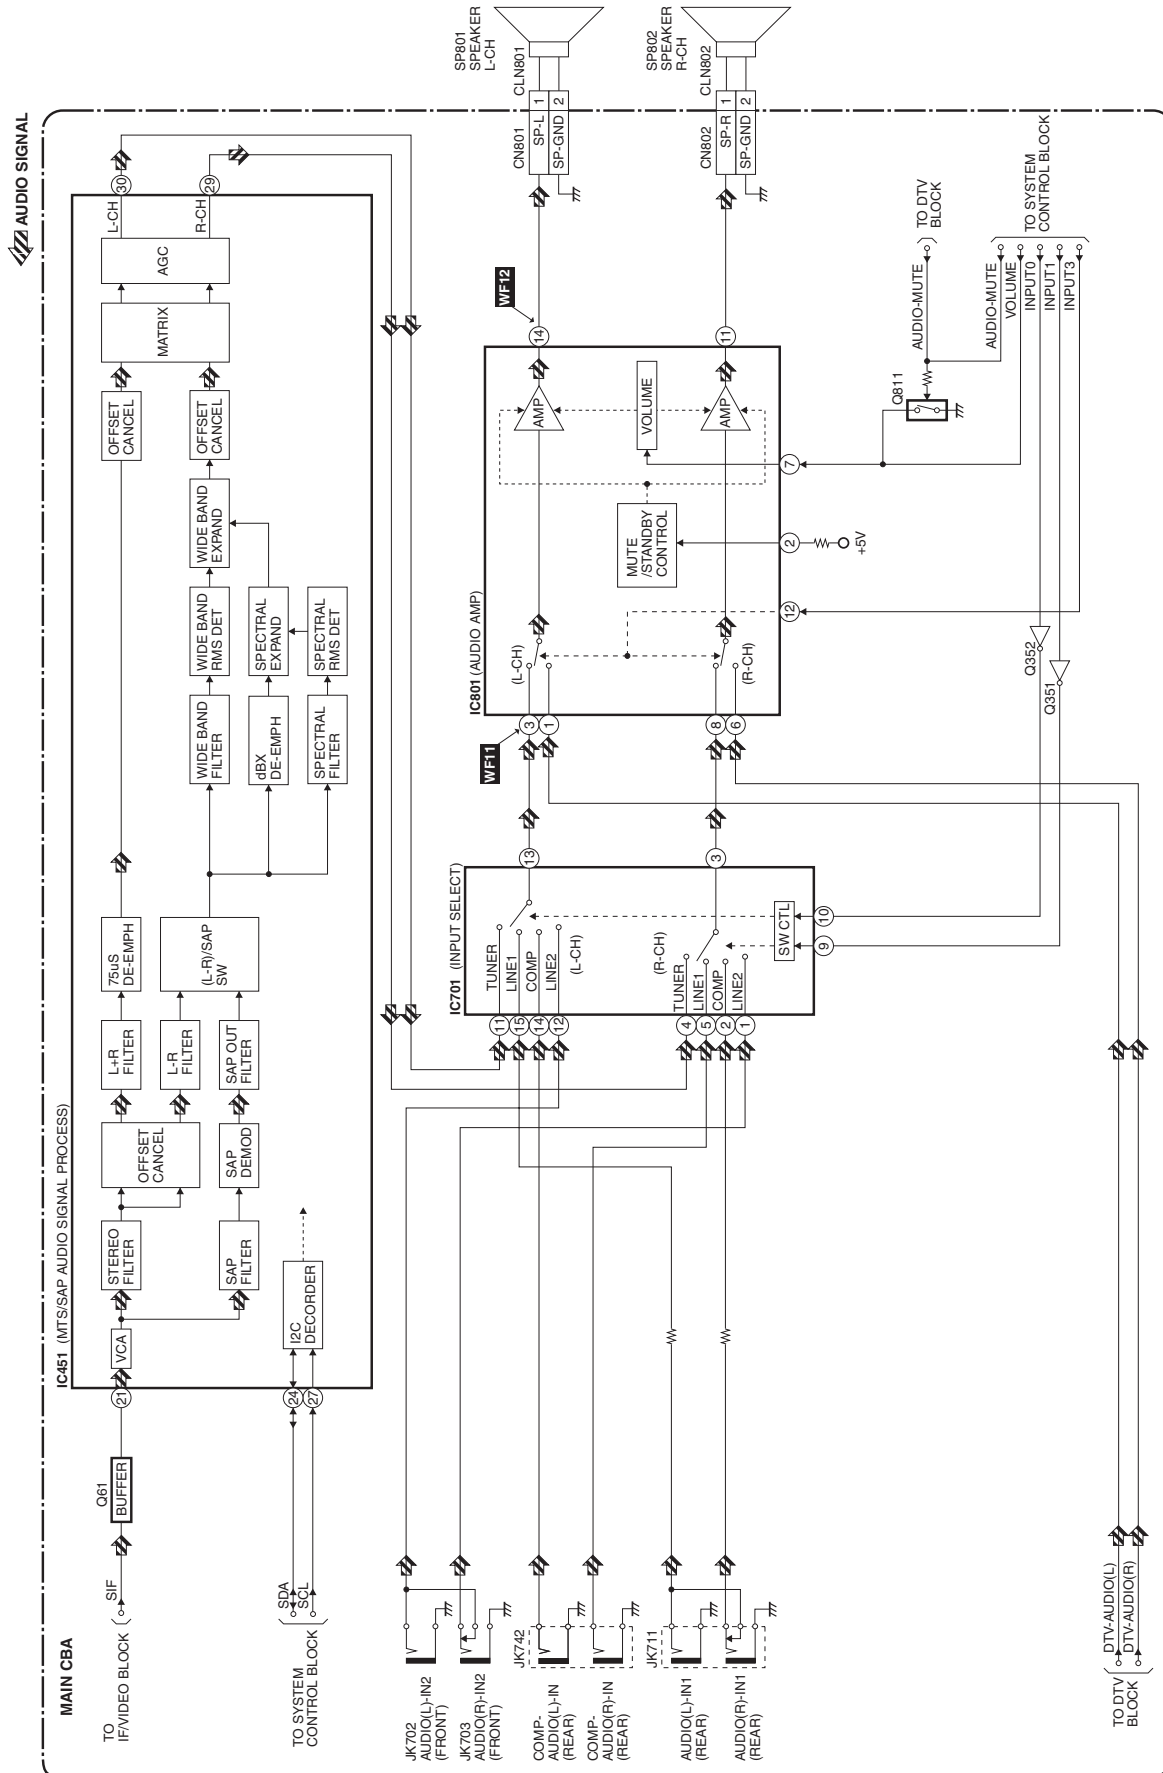 AUDIO SIGNAL
MAIN CBA
TO
IF/VIDEO BLOCK
SIF
Q61
BUFFER
21
IC451 (MTS/SAP AUDIO SIGNAL PROCESS)
VCA
STEREO
FILTER
OFFSET
CANCEL
L+R
FILTER
75uS
DE-EMPH
OFFSET
CANCEL
MATRIX
AGC
L-CH
30
R-CH
29
L-R
FILTER
(L-R)/SAP
SW
SAP
FILTER
SAP
DEMOD
SAP OUT
FILTER
WIDE BAND
FILTER
WIDE BAND
RMS DET
WIDE BAND
EXPAND
OFFSET
CANCEL
dBX
DE-EMPH
SPECTRAL
EXPAND
SPECTRAL
FILTER
SPECTRAL
RMS DET
TO SYSTEM
CONTROL BLOCK
SDA
SCL
24
27
I2C
DECORDER
JK702
AUDIO(L)-IN2
(FRONT)
JK703
AUDIO(R)-IN2
(FRONT)
JK742
COMP-
AUDIO(L)-IN
(REAR)
COMP-
AUDIO(R)-IN
(REAR)
JK711
AUDIO(L)-IN1
(REAR)
AUDIO(R)-IN1
(REAR)
IC701 (INPUT SELECT)
11
15
14
12
TUNER
LINE1
COMP
LINE2
(L-CH)
13
4
5
2
1
(R-CH)
TUNER
LINE1
COMP
LINE2
3
SW CTL
9
10
WF11
IC801 (AUDIO AMP)
3
1
8
6
(L-CH)
(R-CH)
AMP
AMP
VOLUME
MUTE
/STANDBY
CONTROL
14
11
7
2
12
+5V
WF12
CN801
SP-L
SP-GND
1
2
CLN801
SP801
SPEAKER
L-CH
CN802
SP-R
SP-GND
1
2
CLN802
SP802
SPEAKER
R-CH
Q811
AUDIO-MUTE
TO DTV
BLOCK
AUDIO-MUTE
VOLUME
INPUT0
INPUT1
INPUT3
TO SYSTEM
CONTROL BLOCK
Q352
Q351
TO DTV
BLOCK
DTV-AUDIO(L)
DTV-AUDIO(R)